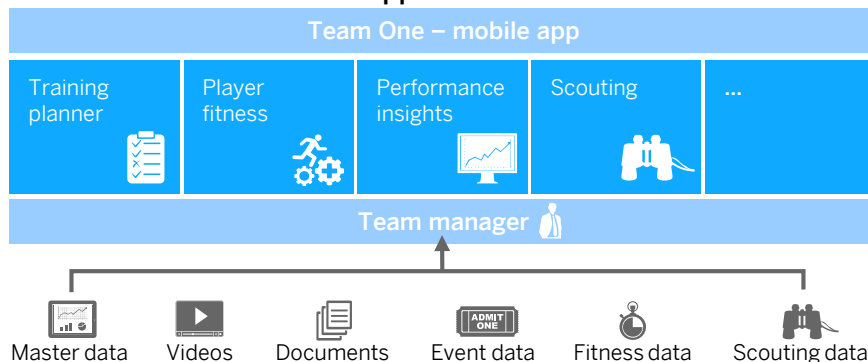 Team One – mobile app
Training planner
Player fitness
Performance insights
Scouting
...
Team manager
ADMIT ONE
Master data
Videos
Documents
Event data
Fitness data
Scouting data